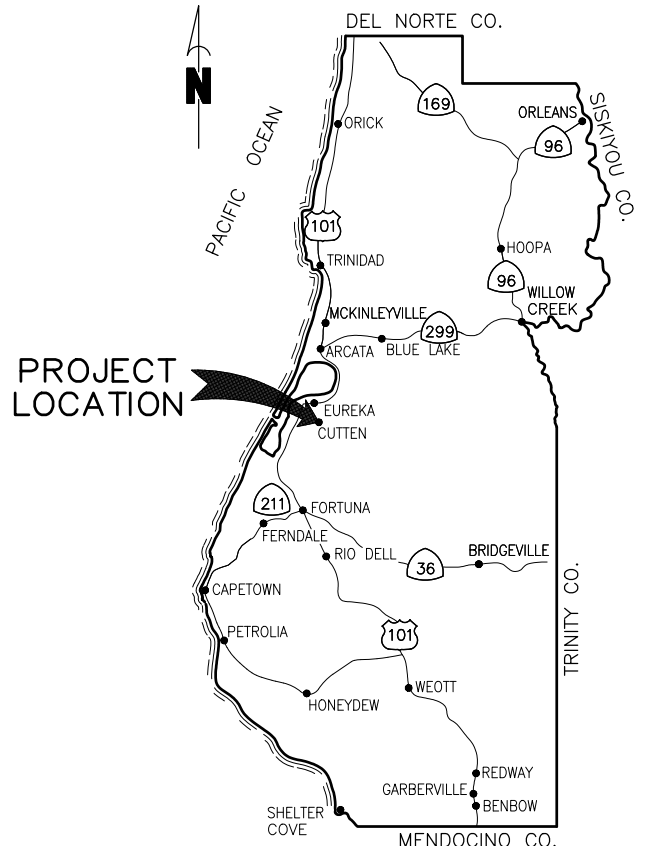 DEL NORTE CO.
N
169
ORLEANS
SISKIYOU CO.
ORICK
96
PACIFIC OCEAN
101
HOOPA
TRINIDAD
96
WILLOW
CREEK
MCKINLEYVILLE
299
ARCATA
BLUE LAKE
PROJECT
LOCATION
EUREKA
CUTTEN
211
FORTUNA
FERNDALE
RIO DELL
36
BRIDGEVILLE
TRINITY CO.
CAPETOWN
101
PETROLIA
WEOTT
HONEYDEW
REDWAY
GARBERVILLE
BENBOW
SHELTER
COVE
MENDOCINO CO.